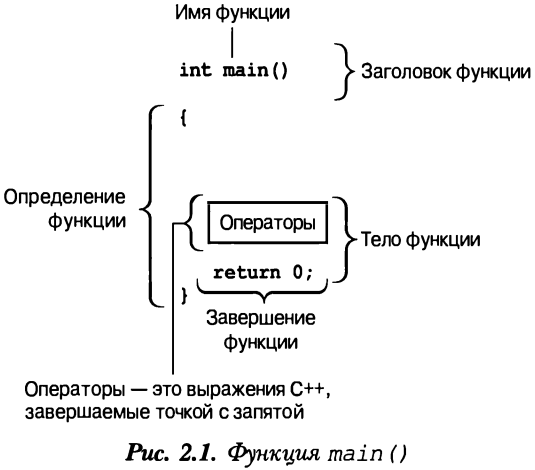 Имя функции
int main()
Заголовок функции
{
Определение
функции
Операторы
Тело функции
return 0;
}
Завершение
функции
Операторы — это выражения C++,
завершаемые точкой с запятой
Рис. 2.1. Функция main()